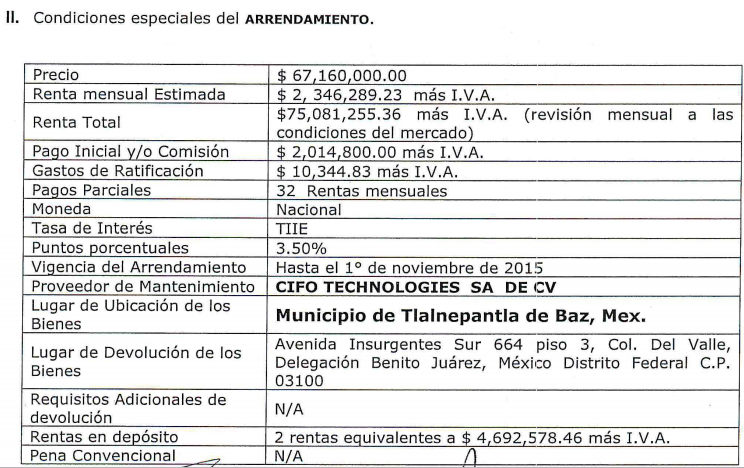 II. Condiciones especiales del ARRENDAMIENTO.
Precio $ 67,160,000.00
Renta mensual Estimada $ 2, 346,289.23 más I.V.A.
Renta Total $75,081,255.36 más I.V.A. (revisión mensual a las
condiciones del mercado)
Pago Inicial y/o Comisión $ 2,014,800.00 más I.V.A.
Gastos de Ratificación $ 10,344.83 más I.V.A.
Pagos Parciales 32 Rentas mensuales
Moneda Nacional
Tasa de Interés TIIE
Puntos porcentuales 3.50%
Vigencia del Arrendamiento Hasta el 1° de noviembre de 2015
Proveedor de Mantenimiento CIFO TECHNOLOGIES SA DE CV
Lugar de Ubicación de los
Bienes Municipio de Tlalnepantla de Baz, Mex.
Lugar de Devolución de los
Bienes Avenida Insurgentes Sur 664 piso 3, Col. Del Valle,
Delegación Benito Juárez, México Distrito Federal C.P.
03100
Requisitos Adicionales de
devolución N/A
Rentas en depósito 2 rentas equivalentes a $ 4,692,578.46 más I.V.A.
Pena Convencional N/A